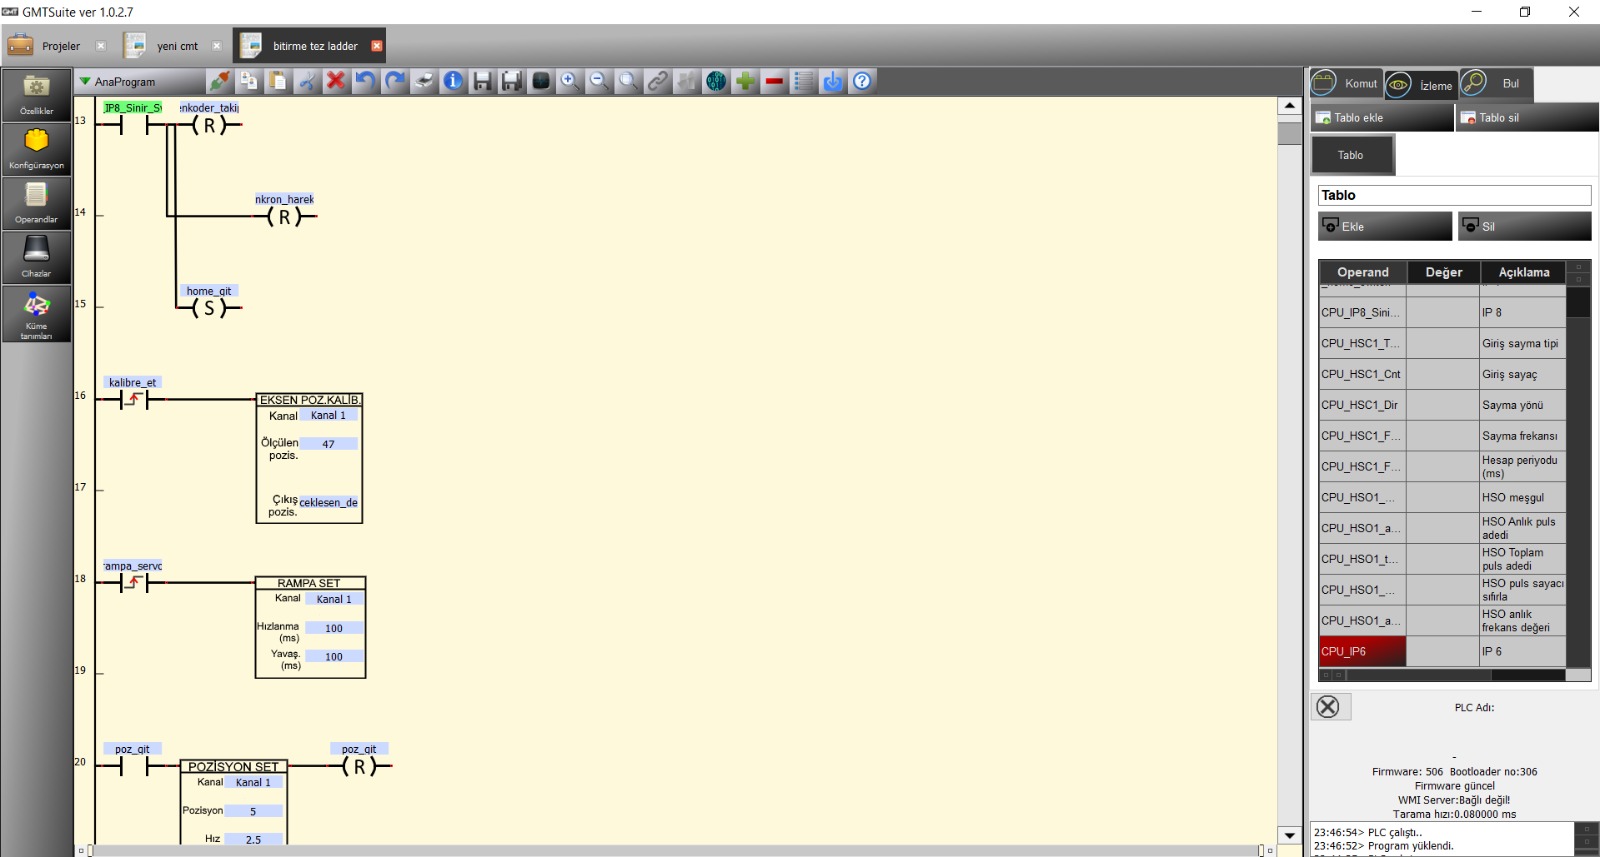 GMT GMTSuite ver 1.0.2.7
Projeler
yeni cmt
bitirme tez ladder
AnaProgram
Özellikler
Konfigürasyon
Operandlar
Cihazlar
Küme
tanımları
13
_IP8_Sinir_S
enkoder_taki
R
14
nkron_harek
R
15
home_git
S
16
kalibre_et
EKSEN POZ.KALİB.
Kanal Kanal 1
Ölçülen
pozis. 47
17
Çıkış
pozis. ceklesen_de
18
rampa_servo
RAMPA SET
Kanal Kanal 1
Hızlanma
(ms) 100
Yavaş.
(ms) 100
19
20
poz_git
POZİSYON SET
Kanal Kanal 1
Pozisyon 5
Hız 2.5
poz_git
R
Komut
İzleme
Bul
Tablo ekle
Tablo sil
Tablo
Tablo
Ekle
Sil
Operand Değer Açıklama
CPU_IP8_Sini... IP 8
CPU_HSC1_T... Giriş sayma tipi
CPU_HSC1_Cnt Giriş sayaç
CPU_HSC1_Dir Sayma yönü
CPU_HSC1_F... Sayma frekansı
CPU_HSC1_F... Hesap periyodu
(ms)
CPU_HSO1_... HSO meşgul
CPU_HSO1_a... HSO Anlık puls
adedi
CPU_HSO1_t... HSO Toplam
puls adedi
CPU_HSO1_... HSO puls sayacı
sıfırla
CPU_HSO1_a... HSO anlık
frekans değeri
CPU_IP6 IP 6
PLC Adı:
-
Firmware: 506 Bootloader no:306
Firmware güncel
WMI Server:Bağlı değil!
Tarama hızı:0.080000 ms
23:46:54> PLC çalıştı..
23:46:52> Program yüklendi.